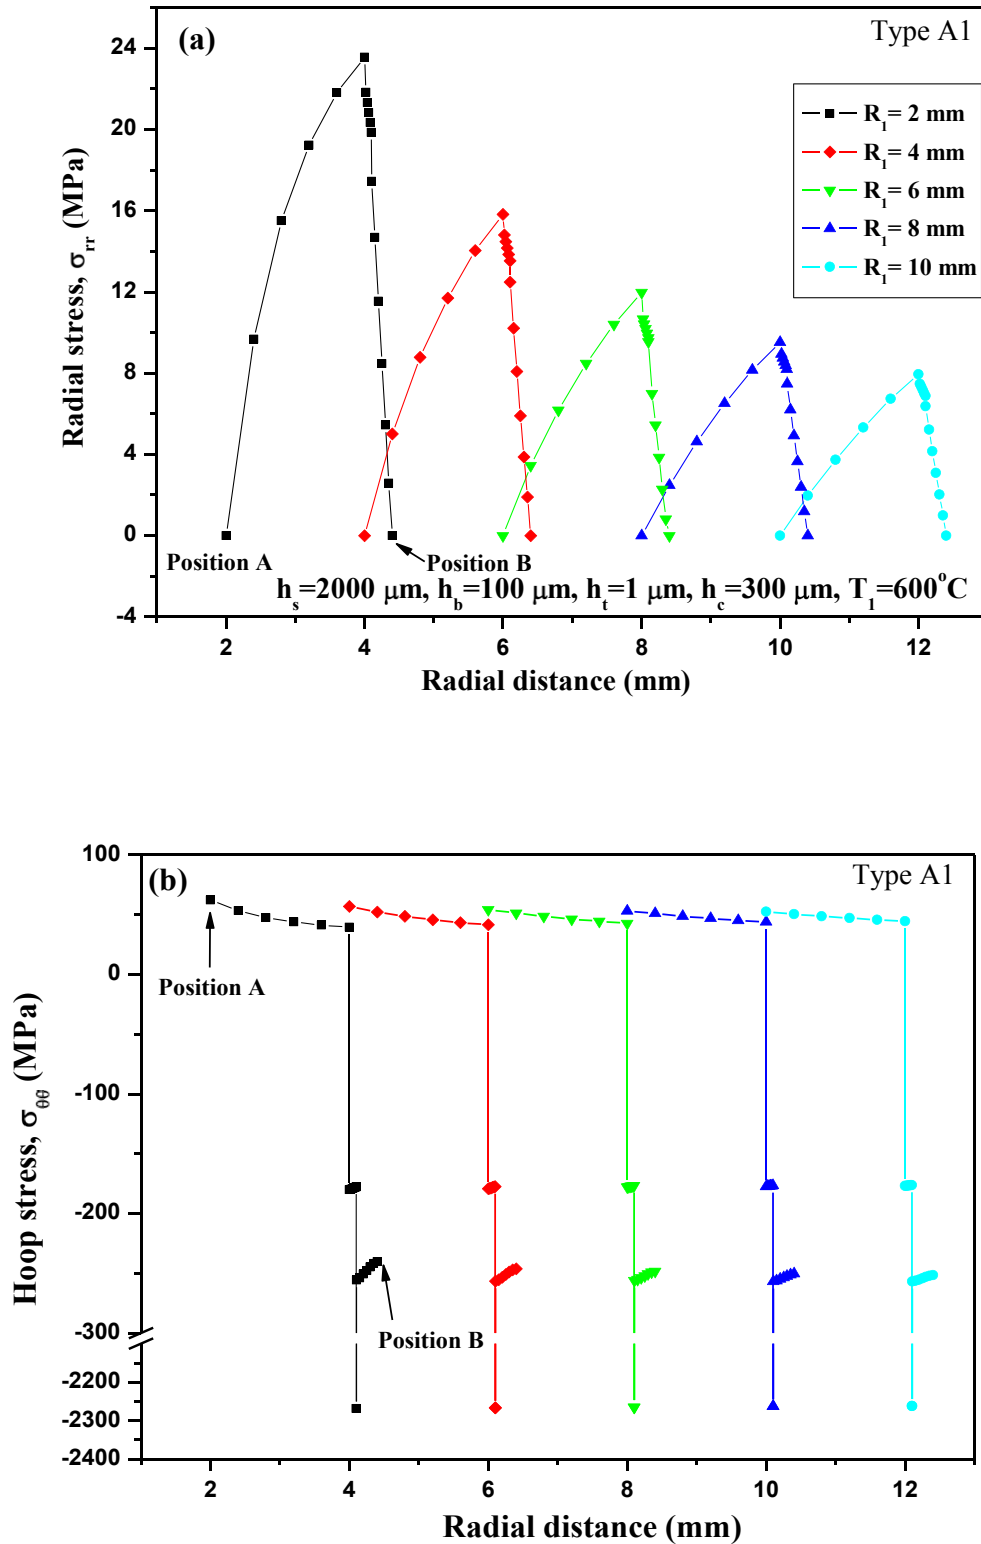 (a)
Type A1
24
20
16
12
8
4
0
-4
Radial stress, σrr (MPa)
R1= 2 mm
R1= 4 mm
R1= 6 mm
R1= 8 mm
R1= 10 mm
Position A
Position B
hs=2000 μm, hb=100 μm, ht=1 μm, hc=300 μm, T1=600°C
2 4 6 8 10 12
Radial distance (mm)
(b)
Type A1
100
0
-100
-200
-300
-2200
-2300
-2400
Hoop stress, σθθ (MPa)
Position A
Position B
2 4 6 8 10 12
Radial distance (mm)